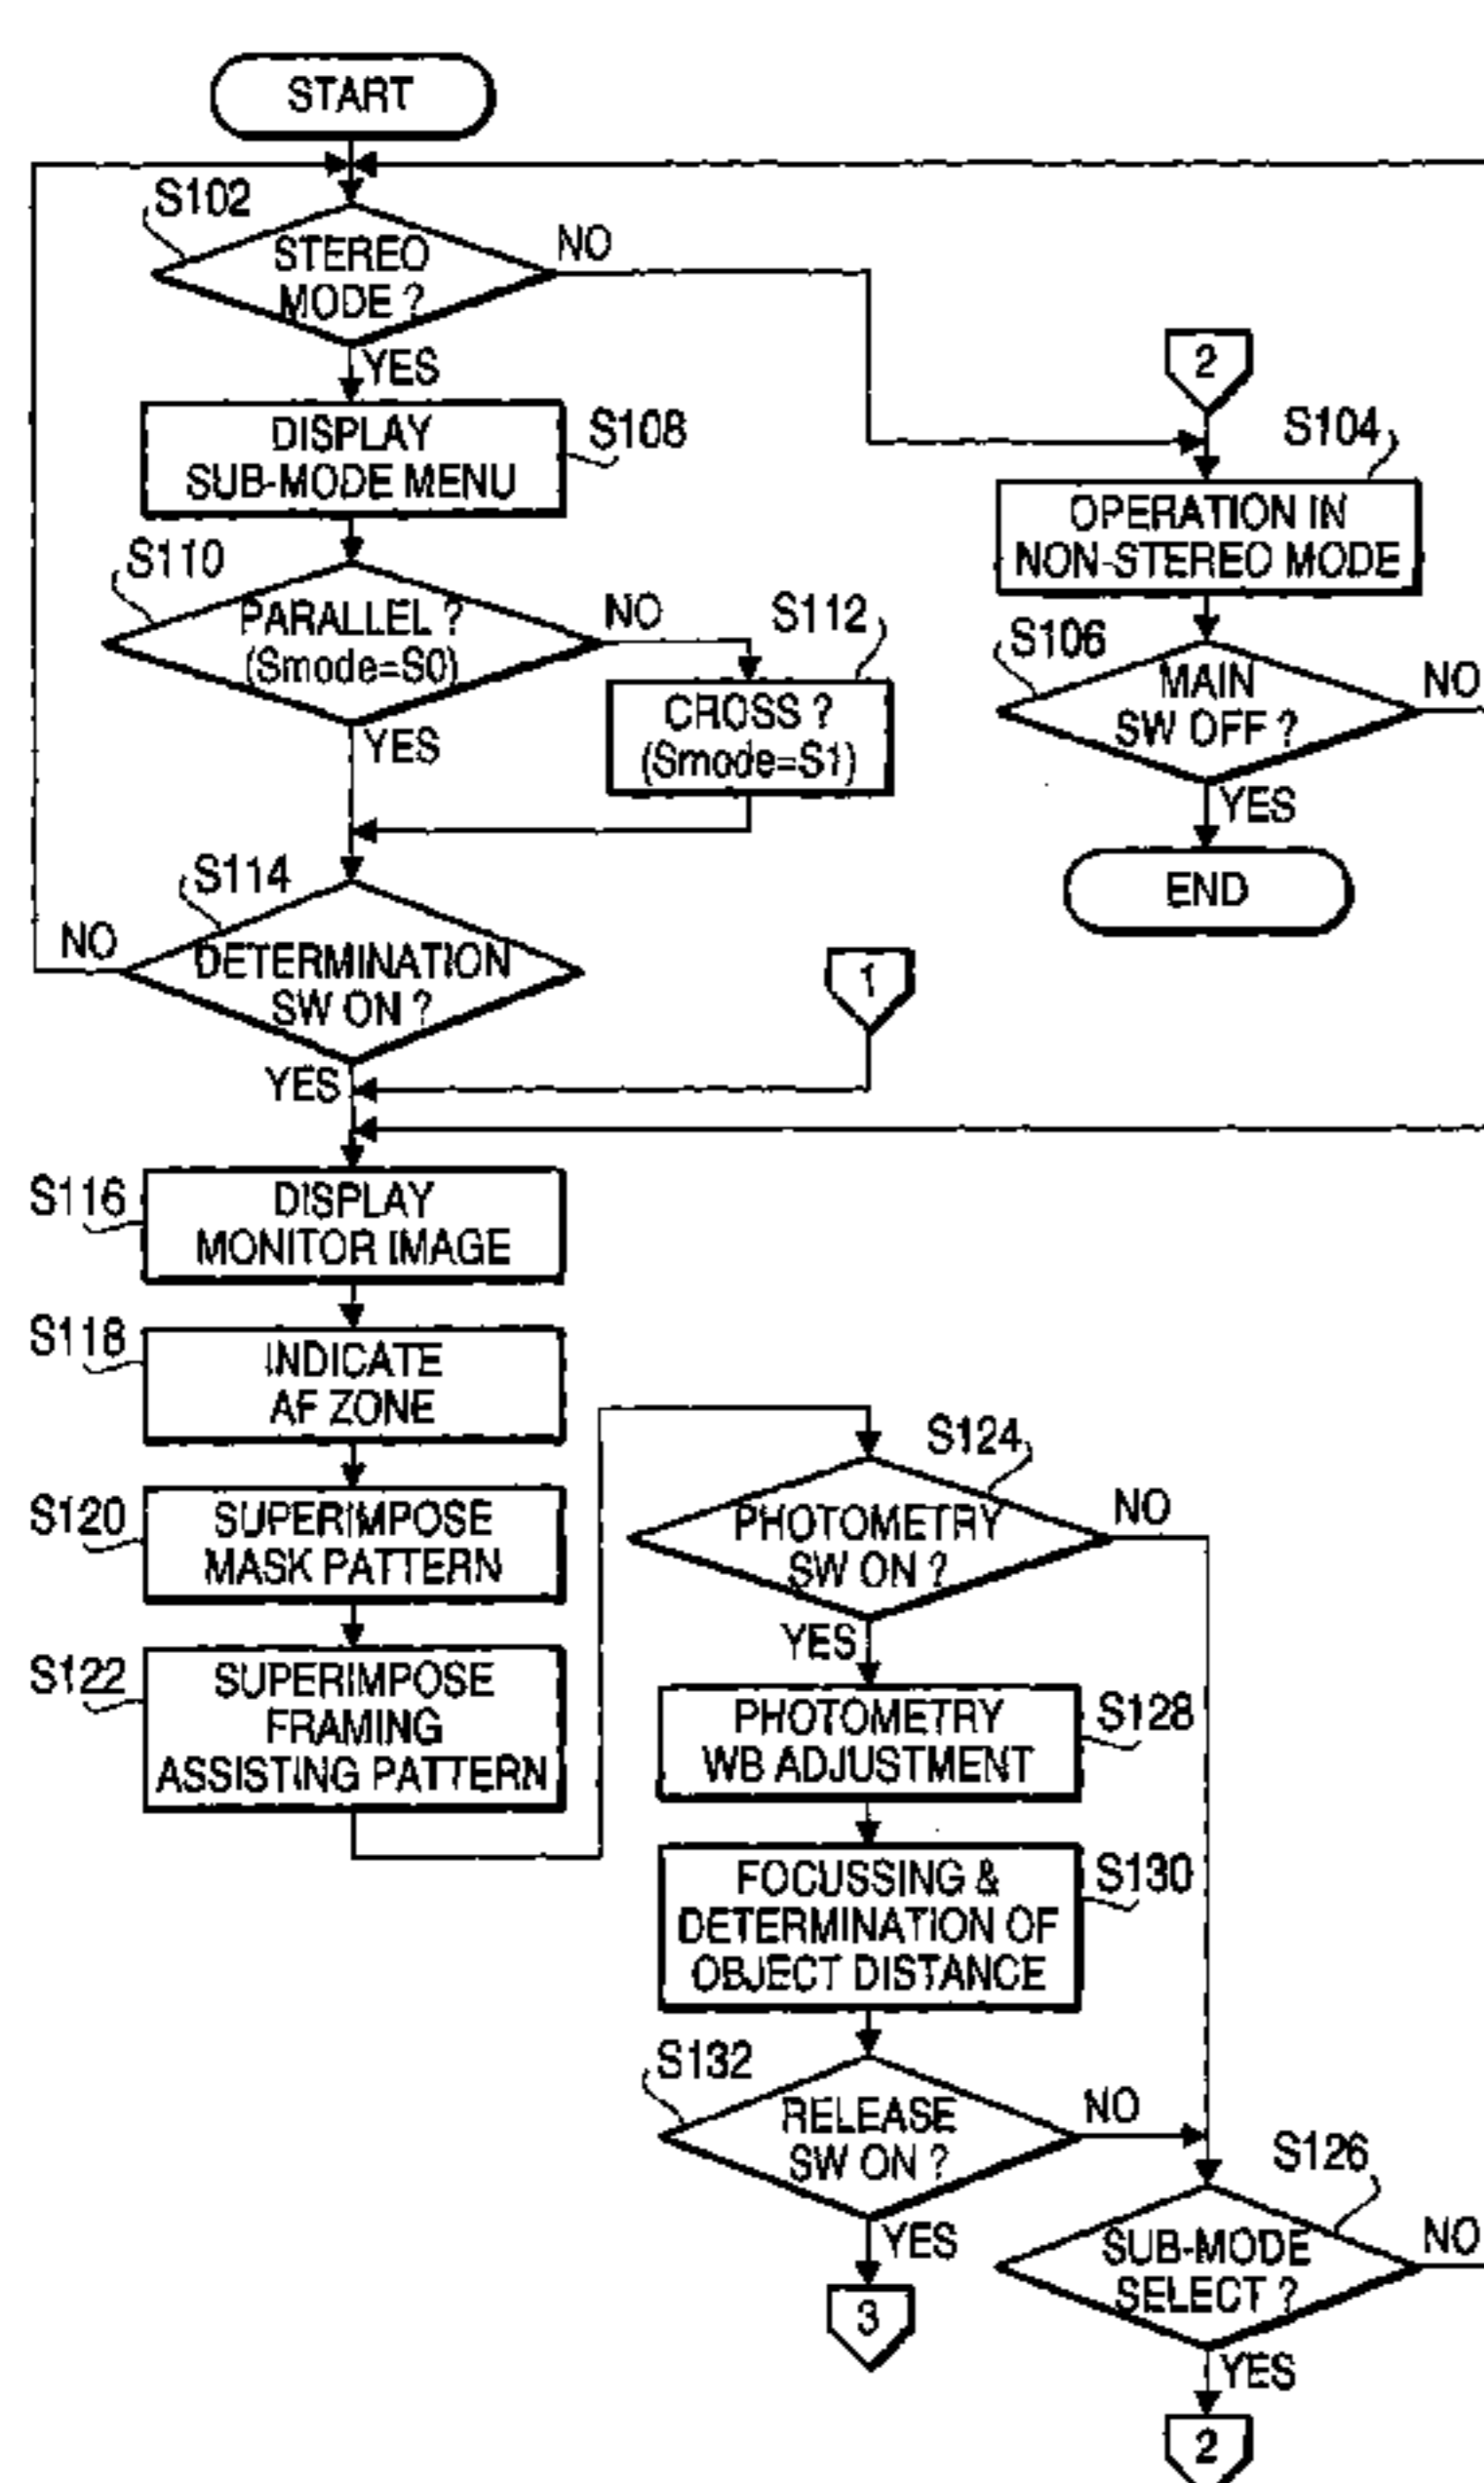 START
S102
STEREO
MODE ?
NO
YES
DISPLAY
SUB-MODE MENU
S108
S110
PARALLEL ?
(Smode=S0)
NO
YES
S112
CROSS ?
(Smode=S1)
2
S104
OPERATION IN
NON-STEREO MODE
S106
MAIN
SW OFF ?
NO
YES
END
S114
DETERMINATION
SW ON ?
NO
YES
1
S116
DISPLAY
MONITOR IMAGE
S118
INDICATE
AF ZONE
S120
SUPERIMPOSE
MASK PATTERN
S122
SUPERIMPOSE
FRAMING
ASSISTING PATTERN
S124
PHOTOMETRY
SW ON ?
NO
YES
PHOTOMETRY
WB ADJUSTMENT
S128
FOCUSSING &
DETERMINATION OF
OBJECT DISTANCE
S130
S132
RELEASE
SW ON ?
NO
YES
3
S126
SUB-MODE
SELECT ?
NO
YES
2